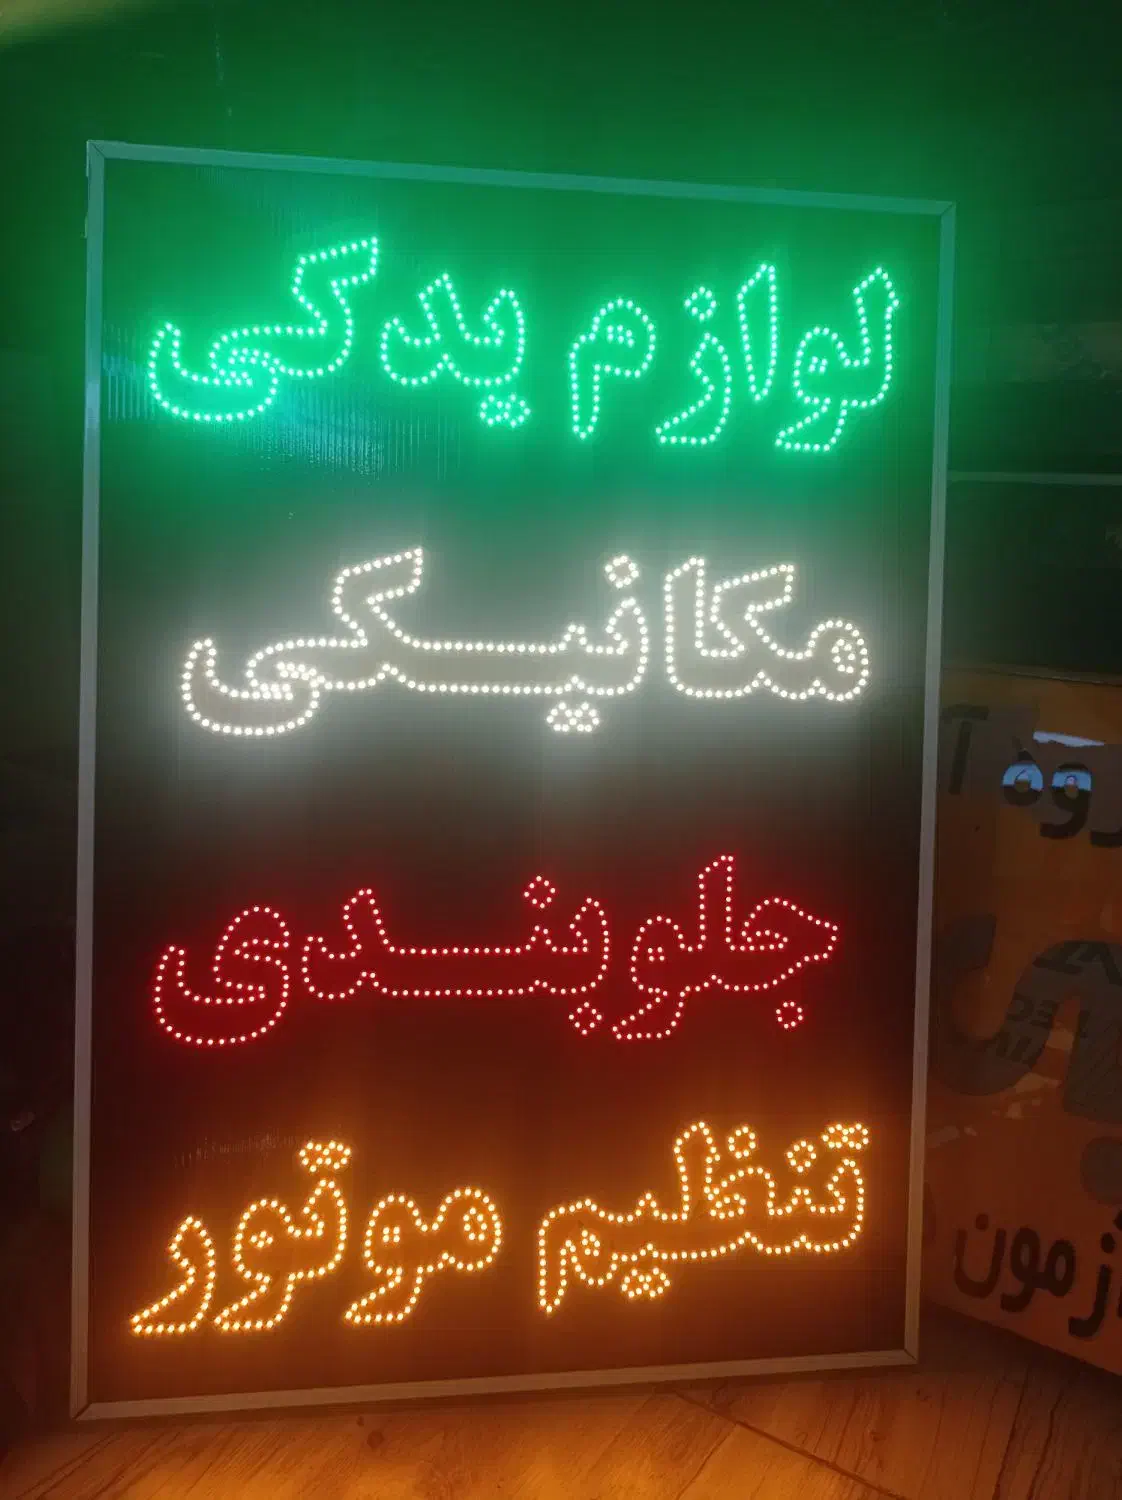 لوازم یدکی
مکانیکی
جلوبندی
تنظیم موتور